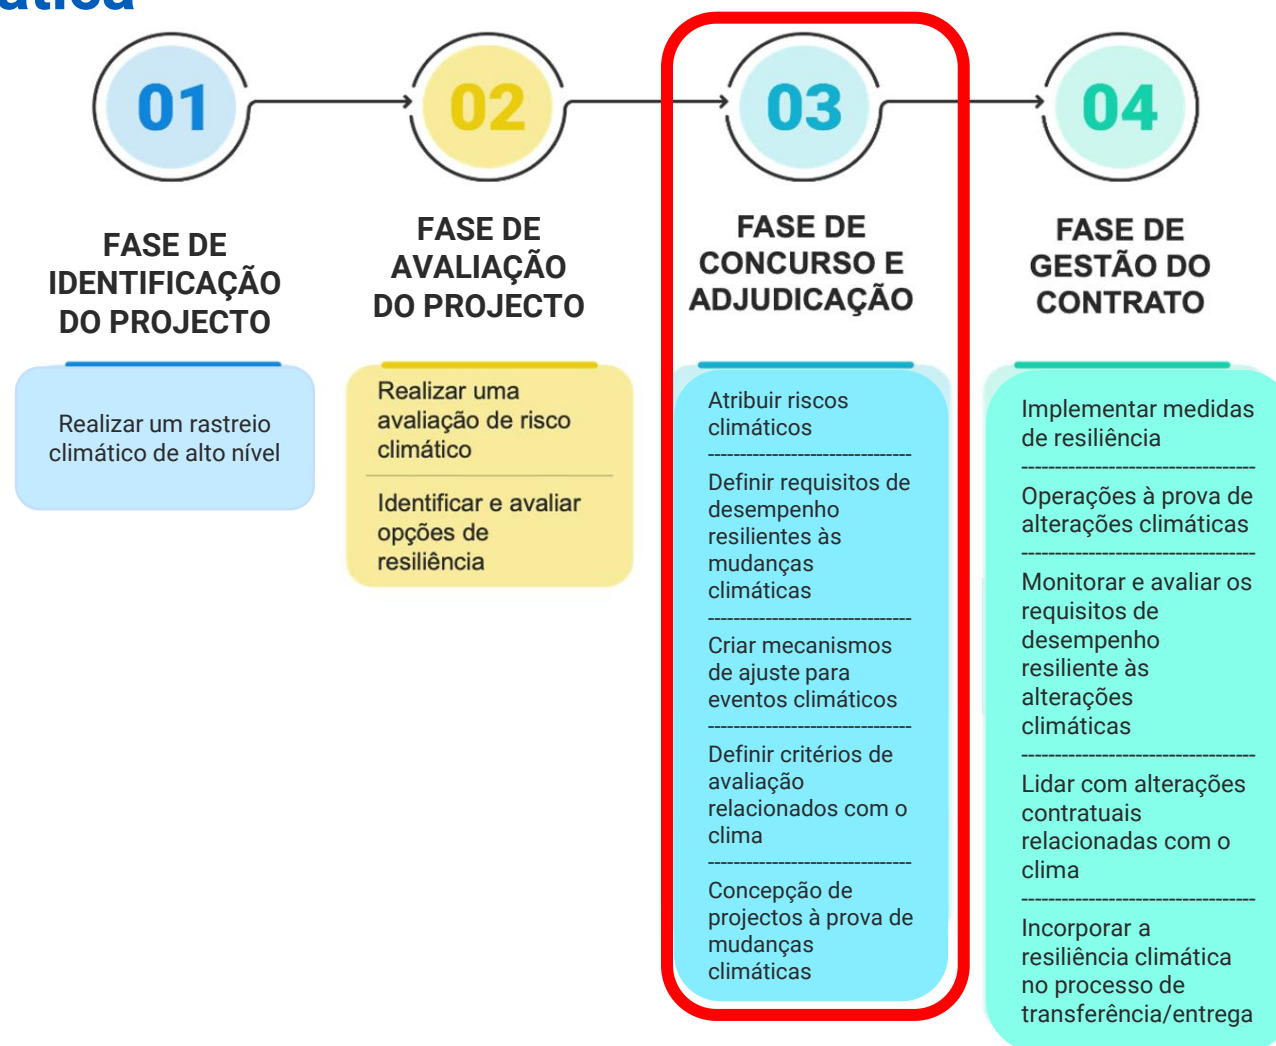 01
FASE DE
IDENTIFICAÇÃO
DO PROJECTO
Realizar um rastreio
climático de alto nível
02
FASE DE
AVALIAÇÃO
DO PROJECTO
Realizar uma
avaliação de risco
climático
Identificar e avaliar
opções de
resiliência
03
FASE DE
CONCURSO E
ADJUDICAÇÃO
Atribuir riscos
climáticos
Definir requisitos de
desempenho
resilientes às
mudanças
climáticas
Criar mecanismos
de ajuste para
eventos climáticos
Definir critérios de
avaliação
relacionados com o
clima
Concepção de
projectos à prova de
mudanças
climáticas
04
FASE DE
GESTÃO DO
CONTRATO
Implementar medidas
de resiliência
Operações à prova de
alterações climáticas
Monitorar e avaliar os
requisitos de
desempenho
resiliente às
alterações
climáticas
Lidar com alterações
contratuais
relacionadas com o
clima
Incorporar a
resiliência climática
no processo de
transferência/entrega